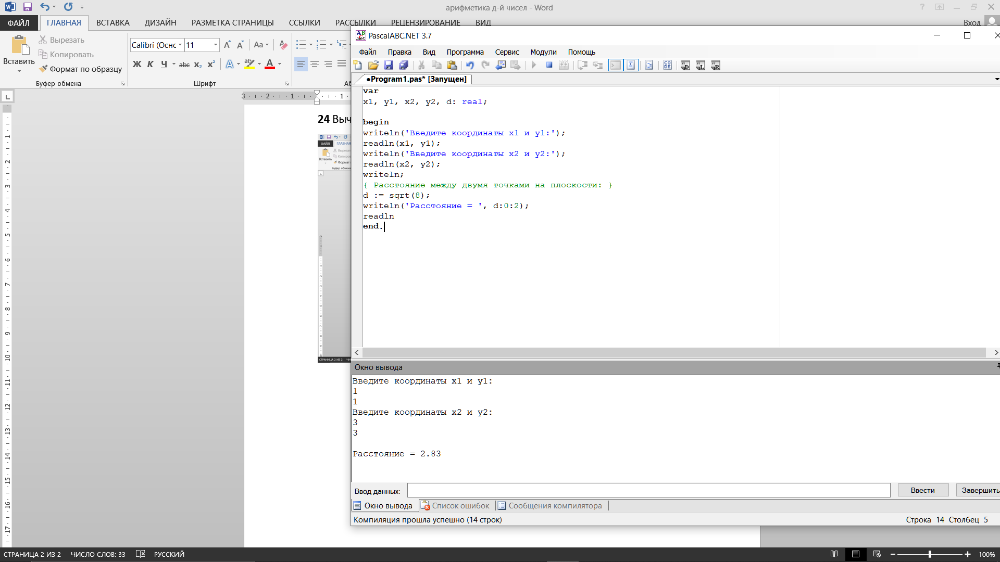 арифметика д-й чисел - Word
ФАЙЛ ГЛАВНАЯ ВСТАВКА ДИЗАЙН РАЗМЕТКА СТРАНИЦЫ ССЫЛКИ РАССЫЛКИ РЕЦЕНЗИРОВАНИЕ ВИД Вход
Вставить
Вырезать
Копировать
Формат по образцу
Буфер обмена
Calibri (Оснс 11
Ж К Ч abc x₂ x²
Шрифт
24 Выч
PascalABC.NET 3.7
Файл Правка Вид Программа Сервис Модули Помощь
•Program1.pas* [Запущен]
var
x1, y1, x2, y2, d: real;
begin
writeln('Введите координаты x1 и y1:');
readln(x1, y1);
writeln('Введите координаты x2 и y2:');
readln(x2, y2);
writeln;
{ Расстояние между двумя точками на плоскости: }
d := sqrt(8);
writeln('Расстояние = ', d:0:2);
readln
end.
Окно вывода
Введите координаты x1 и y1:
1
1
Введите координаты x2 и y2:
3
3
Расстояние = 2.83
Ввод данных: Ввести Завершить
Окно вывода Список ошибок Сообщения компилятора
Компиляция прошла успешно (14 строк) Строка 14 Столбец 5
СТРАНИЦА 2 ИЗ 2 ЧИСЛО СЛОВ: 33 РУССКИЙ 100%